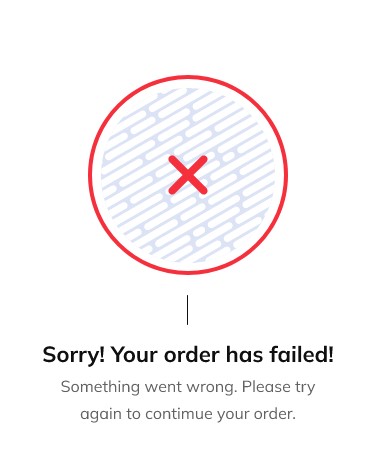 Sorry! Your order has failed!
Something went wrong. Please try
again to contimue your order.